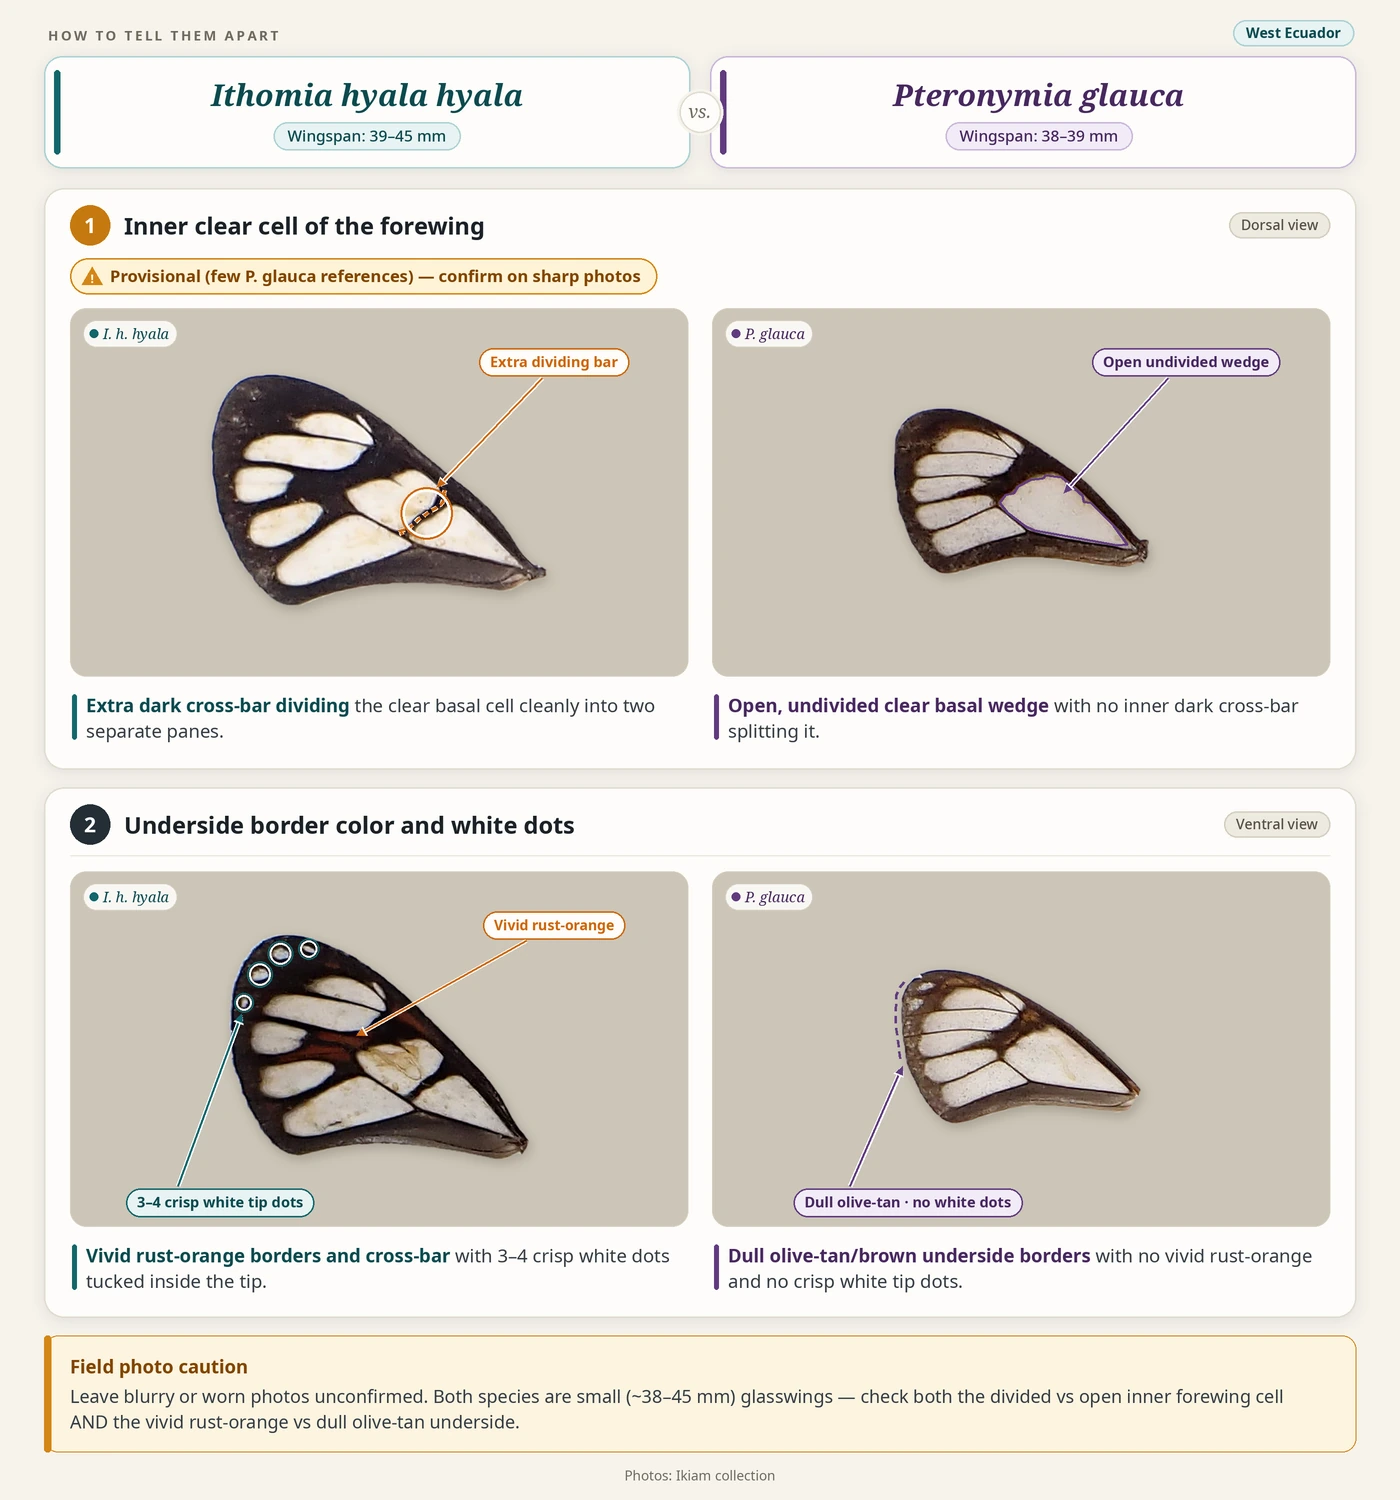 HOW TO TELL THEM APART
West Ecuador
Ithomia hyala hyala
Wingspan: 39–45 mm
vs.
Pteronymia glauca
Wingspan: 38–39 mm
1
Inner clear cell of the forewing
Dorsal view
Provisional (few P. glauca references) — confirm on sharp photos
I. h. hyala
Extra dividing bar
P. glauca
Open undivided wedge
Extra dark cross-bar dividing the clear basal cell cleanly into two
separate panes.
Open, undivided clear basal wedge with no inner dark cross-bar
splitting it.
2
Underside border color and white dots
Ventral view
I. h. hyala
Vivid rust-orange
3–4 crisp white tip dots
P. glauca
Dull olive-tan · no white dots
Vivid rust-orange borders and cross-bar with 3–4 crisp white dots
tucked inside the tip.
Dull olive-tan/brown underside borders with no vivid rust-orange
and no crisp white tip dots.
Field photo caution
Leave blurry or worn photos unconfirmed. Both species are small (~38–45 mm) glasswings — check both the divided vs open inner forewing cell
AND the vivid rust-orange vs dull olive-tan underside.
Photos: Ikiam collection